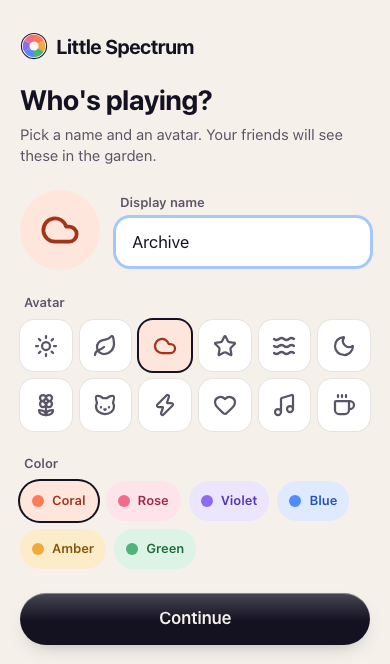 Little Spectrum
Who's playing?
Pick a name and an avatar. Your friends will see
these in the garden.
Display name
Archive
Avatar
Color
Coral
Rose
Violet
Blue
Amber
Green
Continue